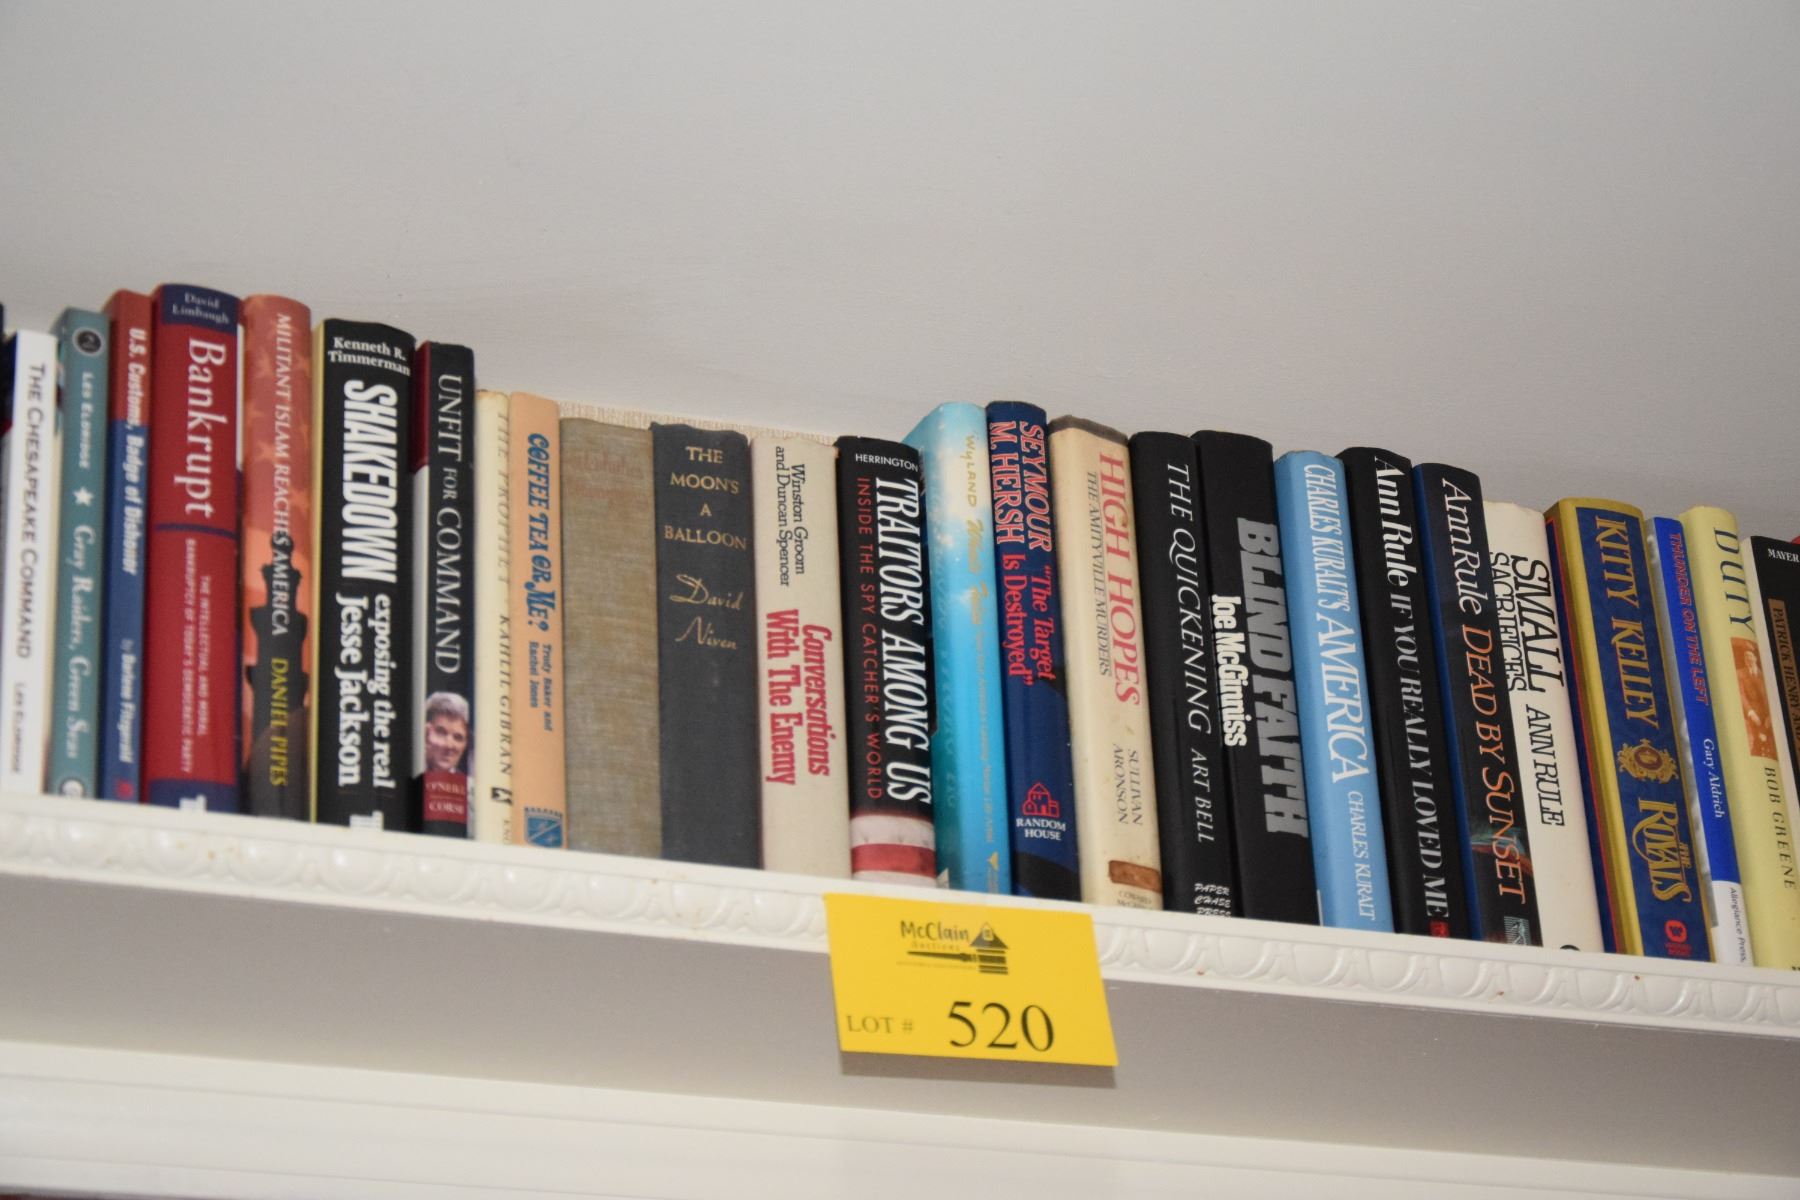 THE CHESAPEAKE COMMAND LES ELDRIDGE
2
LES ELDRIDGE ★ Gray Raiders, Green Seas
U.S. Customs, Badge of Dishonor by Darlene Fitzgerald
David
Limbaugh
Bankrupt
THE INTELLECTUAL AND MORAL
BANKRUPTCY OF TODAY'S DEMOCRATIC PARTY
MILITANT ISLAM REACHES AMERICA DANIEL PIPES
Kenneth R.
Timmerman
SHAKEDOWN
exposing the real
Jesse Jackson
UNFIT FOR COMMAND
O'NEILL
CORSI
THE PROPHET KAHLIL GIBRAN
COFFEE TEA OR ME?
Trudy Baker and
Rachel Jones
THE
MOON'S
A
BALLOON
David
Niven
Winston Groom
and Duncan Spencer
Conversations
With The Enemy
HERRINGTON
TRAITORS AMONG US
INSIDE THE SPY CATCHER'S WORLD
WYLAND
SEYMOUR
M. HERSH
"The Target
Is Destroyed"
RANDOM
HOUSE
HIGH HOPES
THE AMITYVILLE MURDERS
SULLIVAN
ARONSON
THE QUICKENING ART BELL
PAPER
CHASE
PRESS
BLIND FAITH
Joe McGinniss
CHARLES KURALT'S AMERICA CHARLES KURALT
Ann Rule IF YOU REALLY LOVED ME
Ann Rule DEAD BY SUNSET
SMALL
SACRIFICES
ANN RULE
KITTY KELLEY
THE
ROYALS
THUNDER ON THE LEFT Gary Aldrich
Allegiance Press,
DUTY BOB GREENE
MAYER
McClain
Auctions
LOT # 520